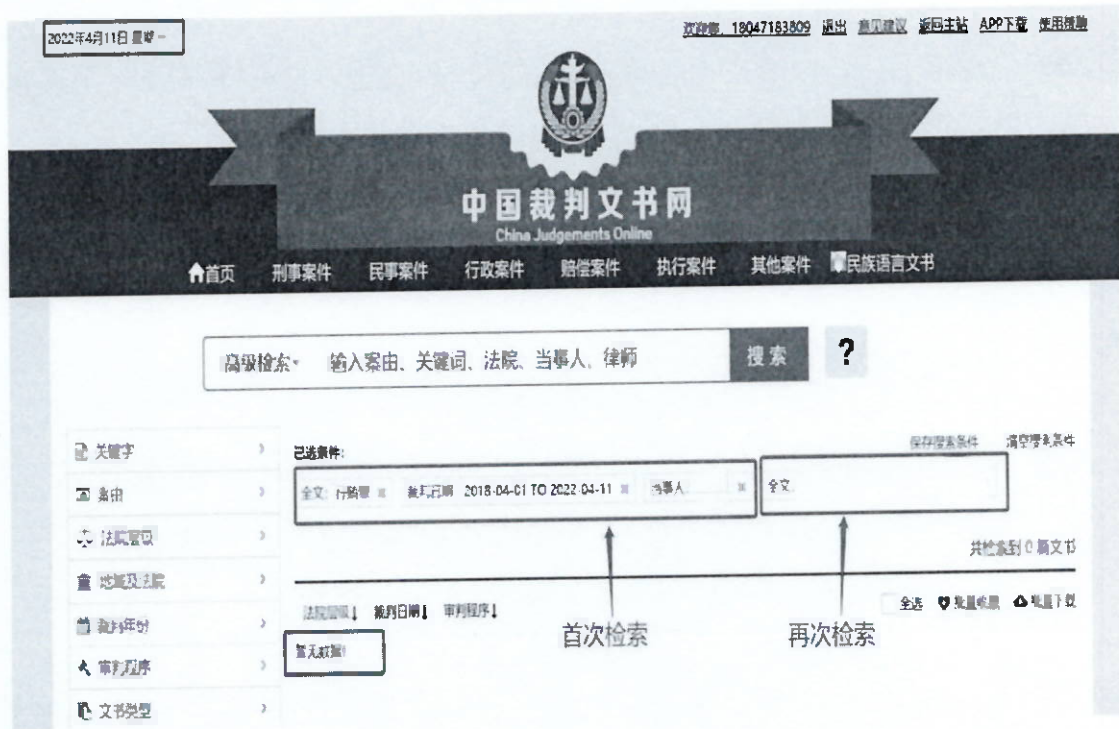 2022年4月11日 星期一
欢迎您，18047183809 退出 意见建议 返回主站 APP下载 使用帮助
中国裁判文书网
China Judgements Online
首页 刑事案件 民事案件 行政案件 赔偿案件 执行案件 其他案件 民族语言文书
高级检索 输入案由、关键词、法院、当事人、律师 搜索 ?
保存搜索条件 清空搜索条件
关键字
已选条件:
案由
全文: 行贿罪 裁判日期 2018-04-01 TO 2022-04-11 当事人: 全文:
法院层级
共检索到 0 篇文书
地域及法院
全选 批量收藏 批量下载
法院层级 裁判日期 审判程序
裁判年份
首次检索 再次检索
暂无数据!
审判程序
文书类型